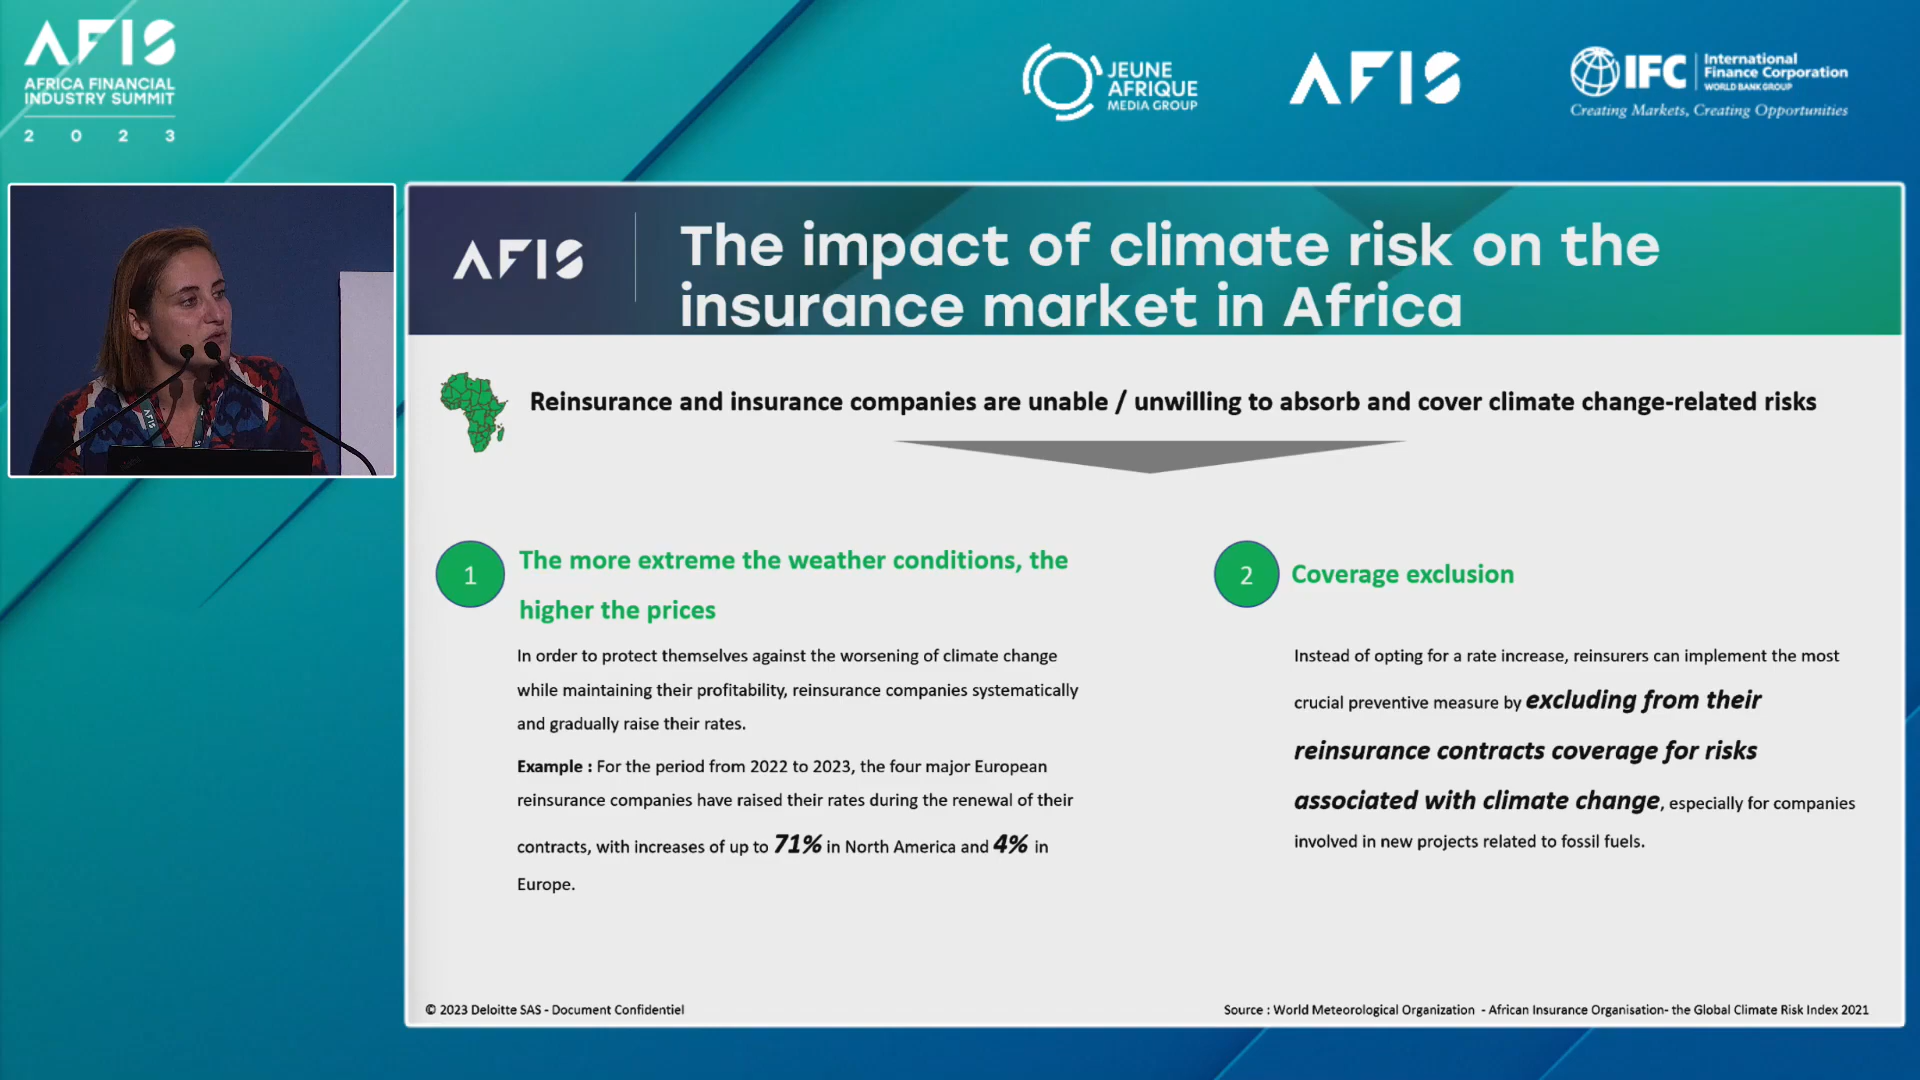 AFIS
AFRICA FINANCIAL
INDUSTRY SUMMIT
2 0 2 3
JEUNE
AFRIQUE
MEDIA GROUP
AFIS
IFC
International
Finance Corporation
WORLD BANK GROUP
Creating Markets, Creating Opportunities
AFIS
The impact of climate risk on the
insurance market in Africa
Reinsurance and insurance companies are unable / unwilling to absorb and cover climate change-related risks
1
The more extreme the weather conditions, the
higher the prices
In order to protect themselves against the worsening of climate change
while maintaining their profitability, reinsurance companies systematically
and gradually raise their rates.
Example : For the period from 2022 to 2023, the four major European
reinsurance companies have raised their rates during the renewal of their
contracts, with increases of up to 71% in North America and 4% in
Europe.
2
Coverage exclusion
Instead of opting for a rate increase, reinsurers can implement the most
crucial preventive measure by excluding from their
reinsurance contracts coverage for risks
associated with climate change, especially for companies
involved in new projects related to fossil fuels.
© 2023 Deloitte SAS - Document Confidentiel
Source : World Meteorological Organization - African Insurance Organisation- the Global Climate Risk Index 2021
AFIS